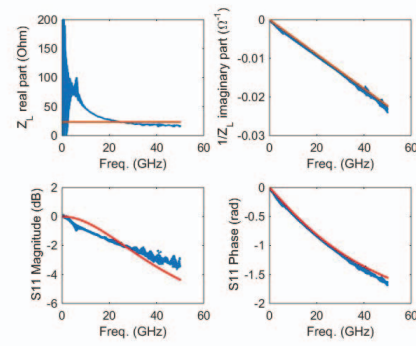 200
150
100
50
0
Z_L real part (Ohm)
0 20 40 60
Freq. (GHz)
0
-0.01
-0.02
-0.03
1/Z_L imaginary part (Ω⁻¹)
0 20 40 60
Freq. (GHz)
2
0
-2
-4
-6
S11 Magnitude (dB)
0 20 40 60
Freq. (GHz)
0
-0.5
-1
-1.5
-2
S11 Phase (rad)
0 20 40 60
Freq. (GHz)